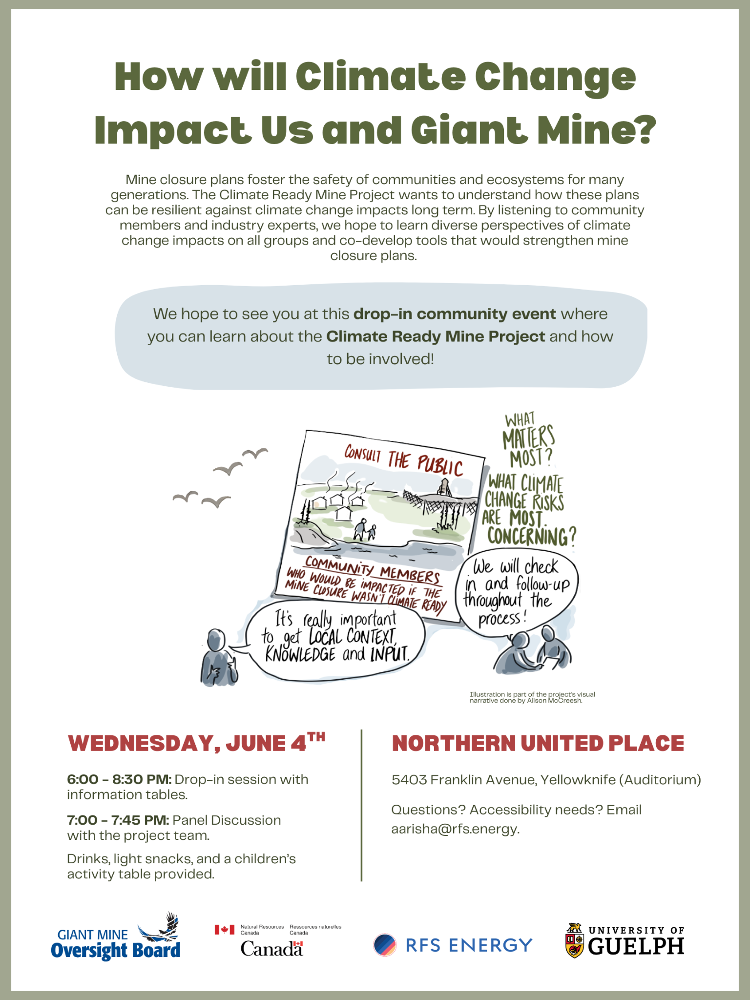 How will Climate Change
Impact Us and Giant Mine?
Mine closure plans foster the safety of communities and ecosystems for many
generations. The Climate Ready Mine Project wants to understand how these plans
can be resilient against climate change impacts long term. By listening to community
members and industry experts, we hope to learn diverse perspectives of climate
change impacts on all groups and co-develop tools that would strengthen mine
closure plans.
We hope to see you at this drop-in community event where
you can learn about the Climate Ready Mine Project and how
to be involved!
CONSULT THE PUBLIC
COMMUNITY MEMBERS
WHO WOULD BE IMPACTED IF THE
MINE CLOSURE WASN'T CLIMATE READY
WHAT
MATTERS
MOST?
WHAT CLIMATE
CHANGE RISKS
ARE MOST
CONCERNING?
We will check
in and follow-up
throughout the
process!
It's really important
to get LOCAL CONTEXT,
KNOWLEDGE and INPUT.
Illustration is part of the project's visual
narrative done by Alison McCreesh.
WEDNESDAY, JUNE 4TH
6:00 - 8:30 PM: Drop-in session with
information tables.
7:00 - 7:45 PM: Panel Discussion
with the project team.
Drinks, light snacks, and a children's
activity table provided.
NORTHERN UNITED PLACE
5403 Franklin Avenue, Yellowknife (Auditorium)
Questions? Accessibility needs? Email
aarisha@rfs.energy.
GIANT MINE
Oversight Board
Natural Resources
Canada
Ressources naturelles
Canada
Canada
RFS ENERGY
UNIVERSITY OF
GUELPH